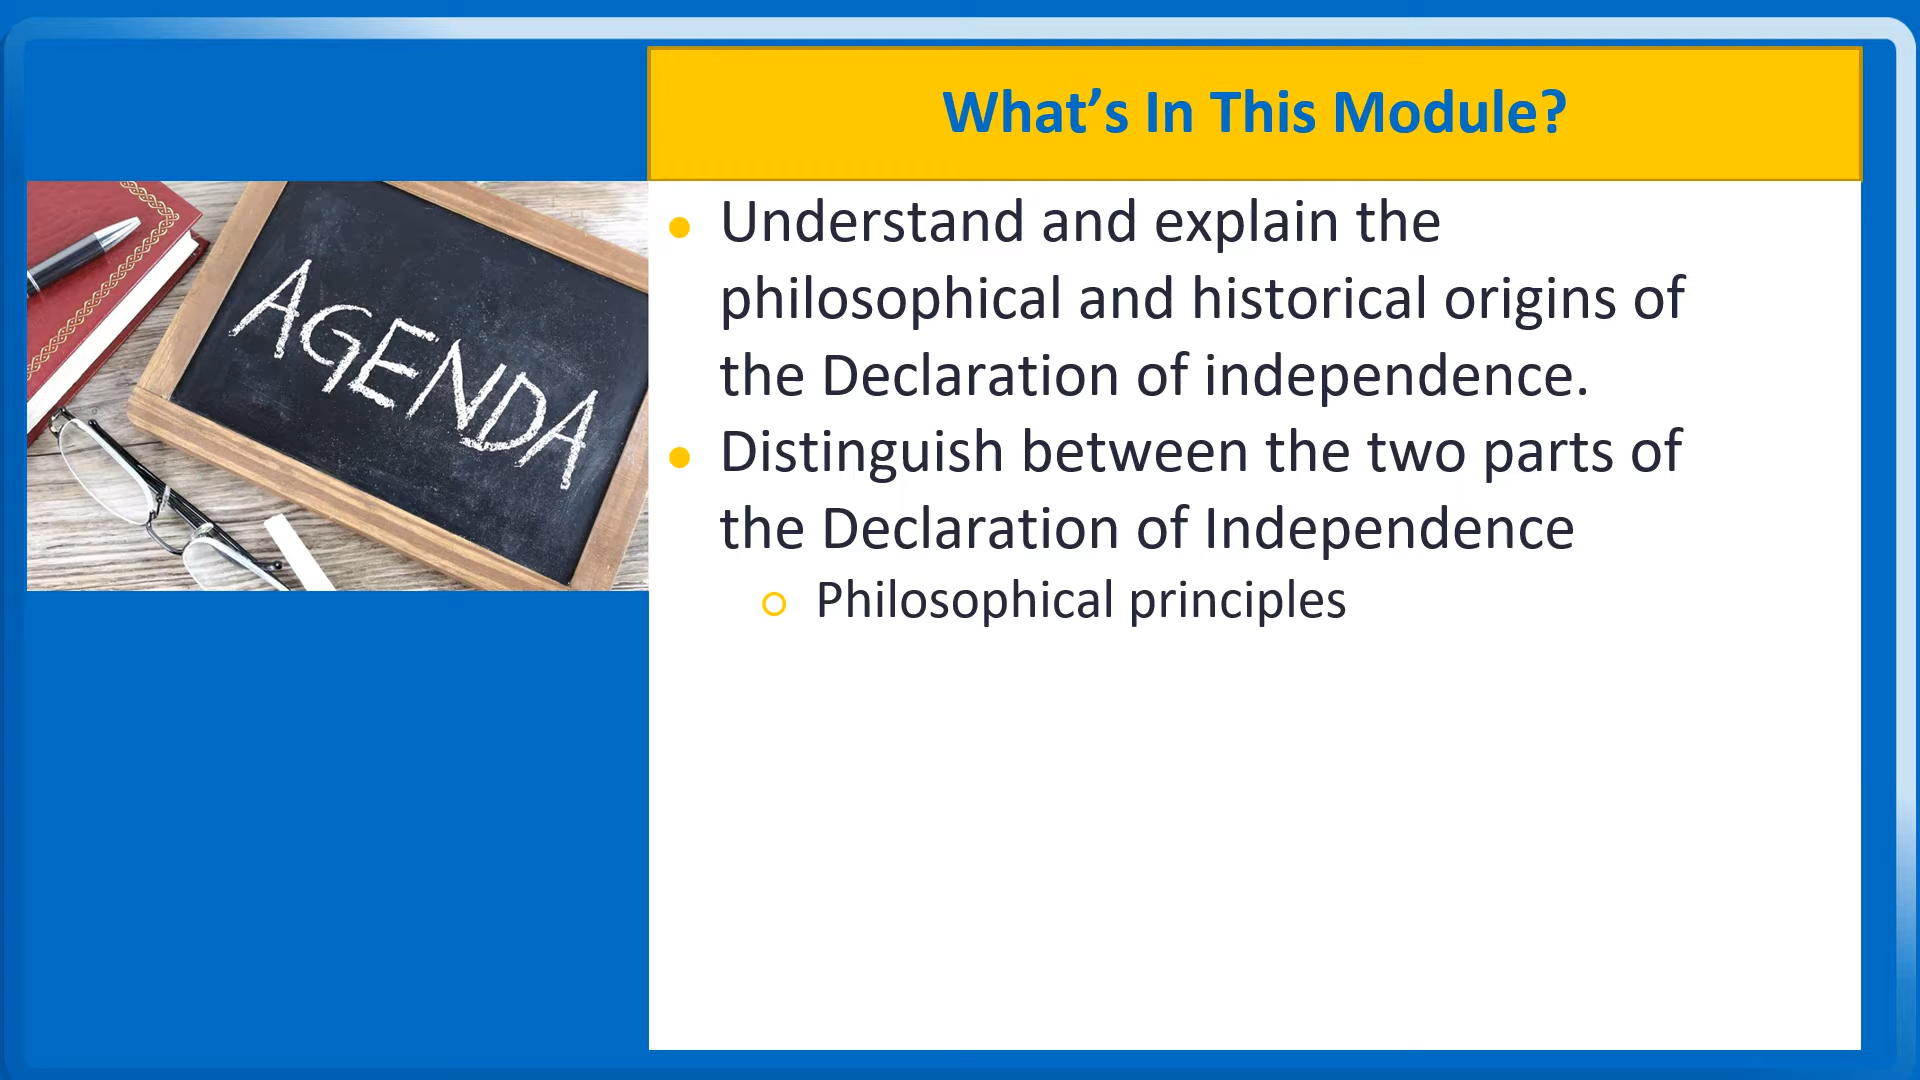 What’s In This Module?
AGENDA
● Understand and explain the
philosophical and historical origins of
the Declaration of independence.
● Distinguish between the two parts of
the Declaration of Independence
○ Philosophical principles